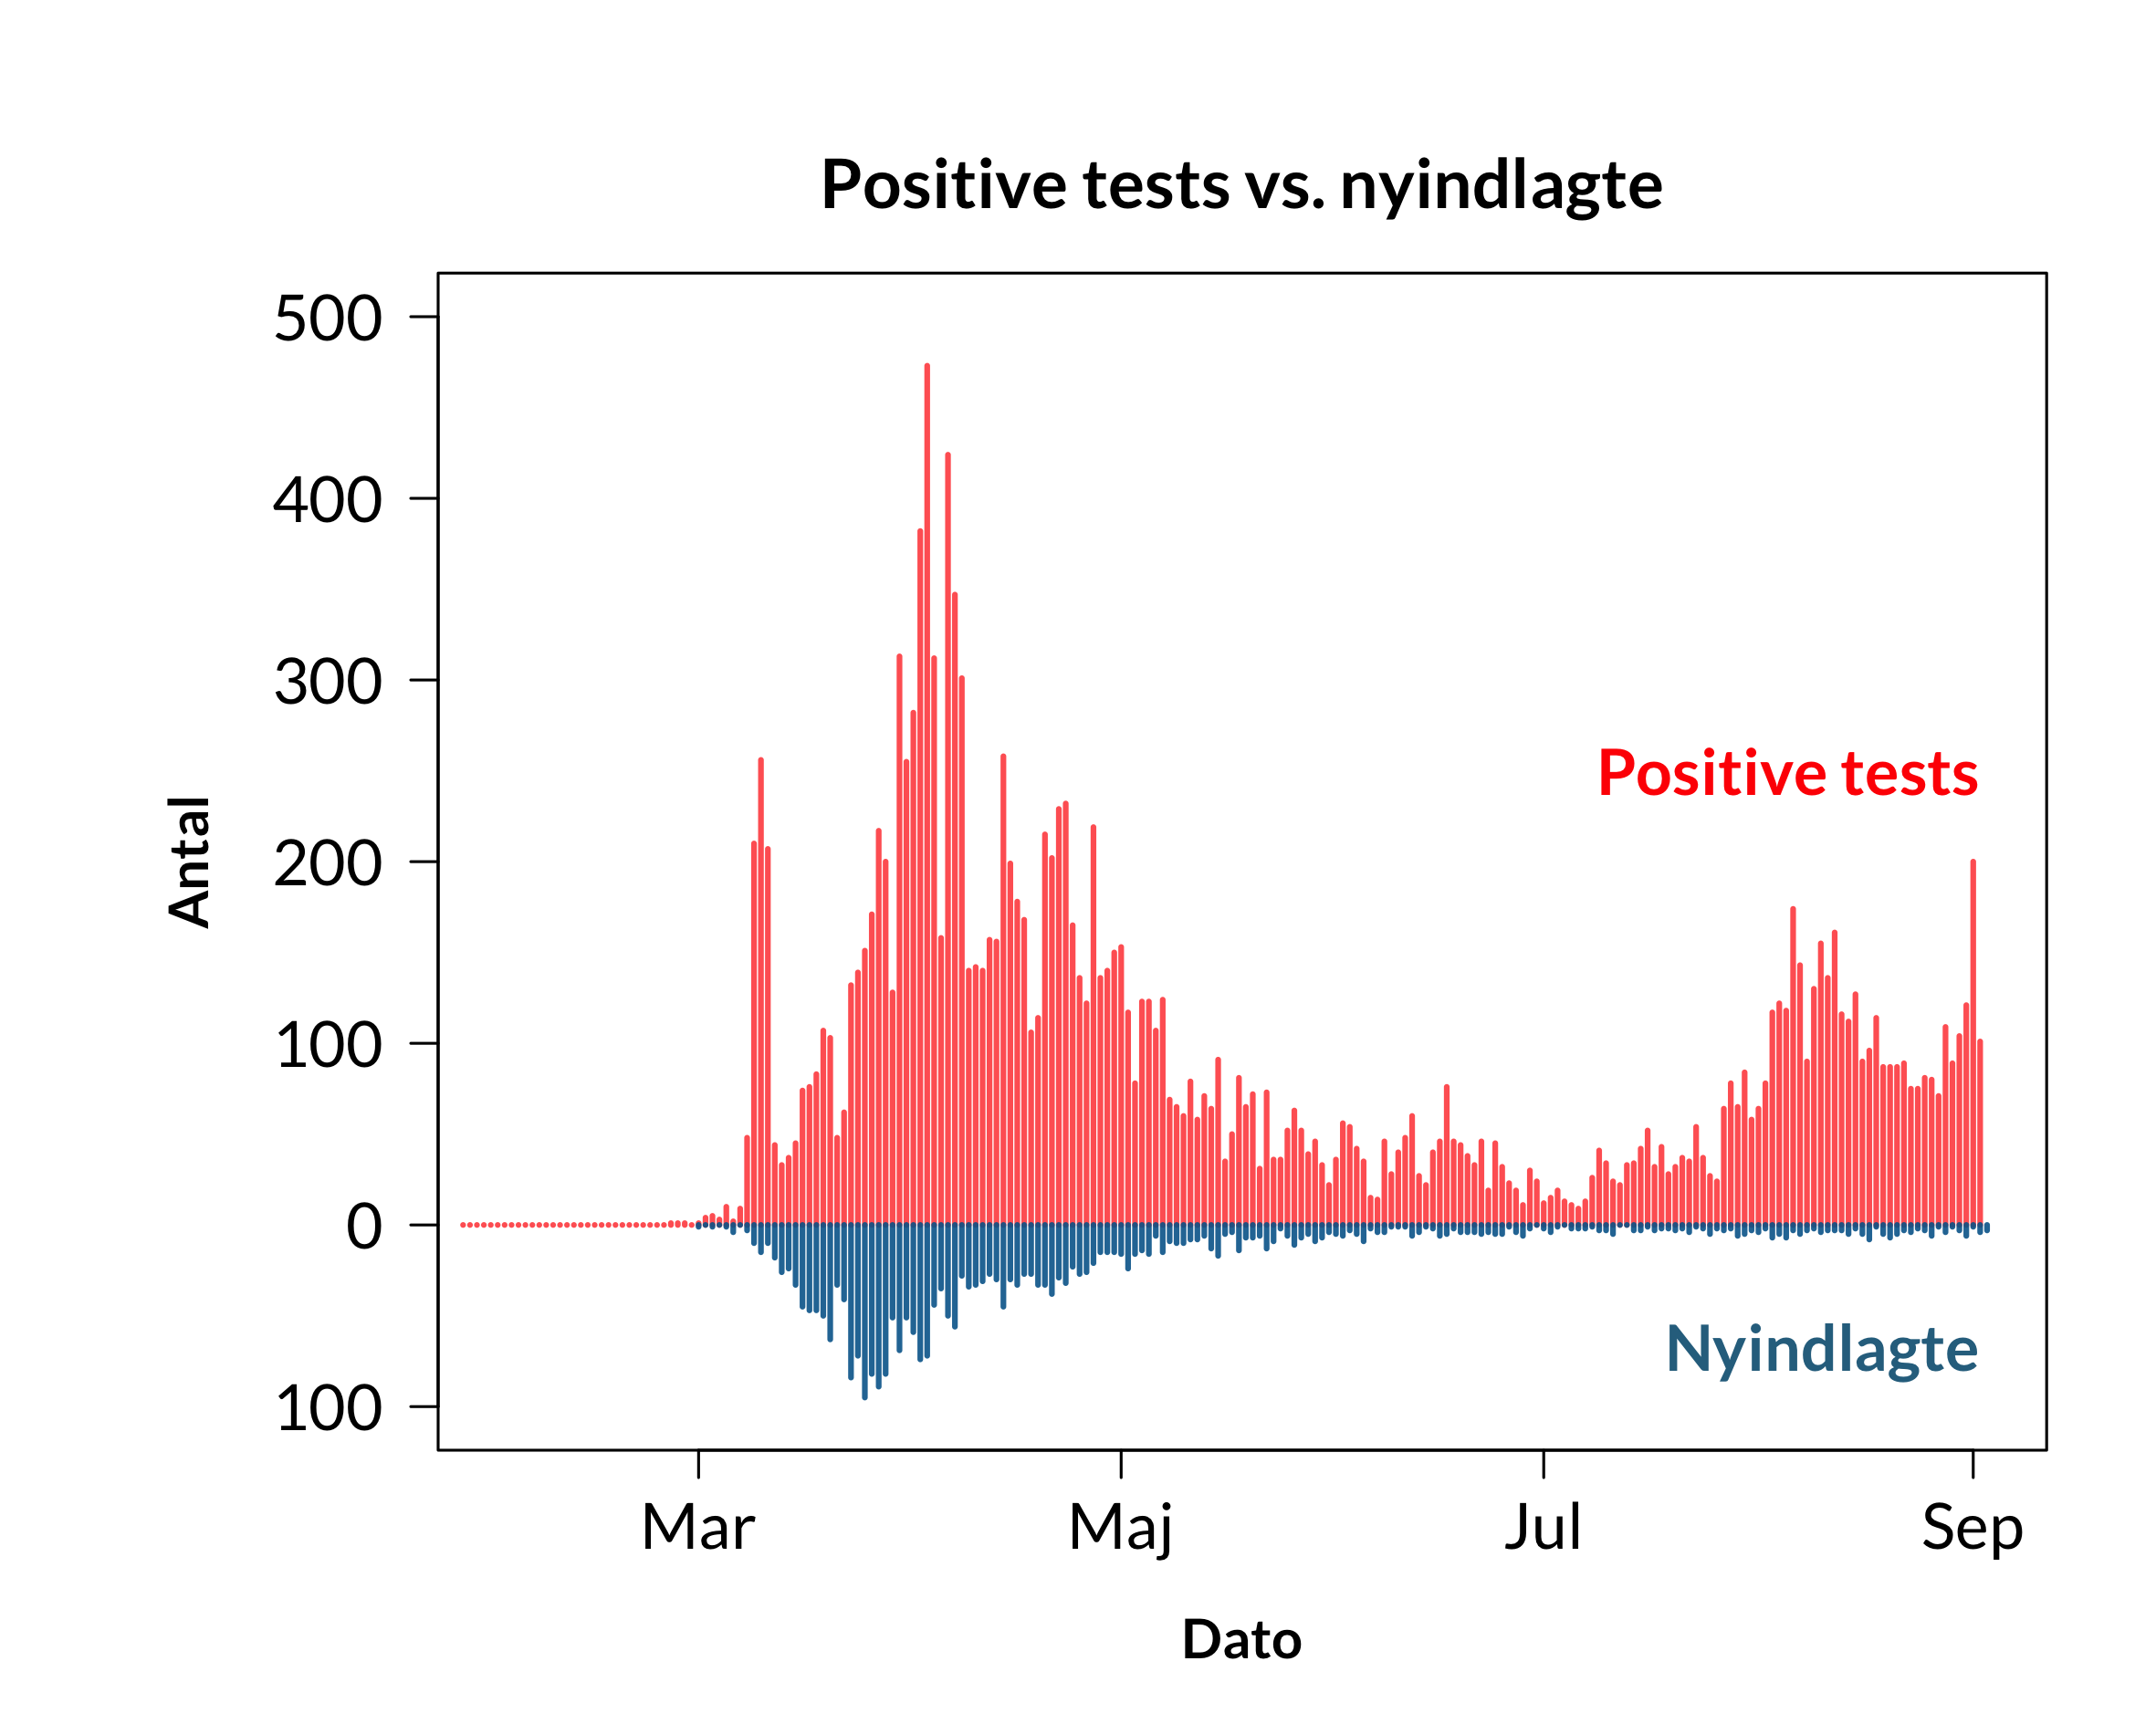 Positive tests vs. nyindlagte
500
400
300
200
100
0
100
Antal
Positive tests
Nyindlagte
Mar Maj Jul Sep
Dato